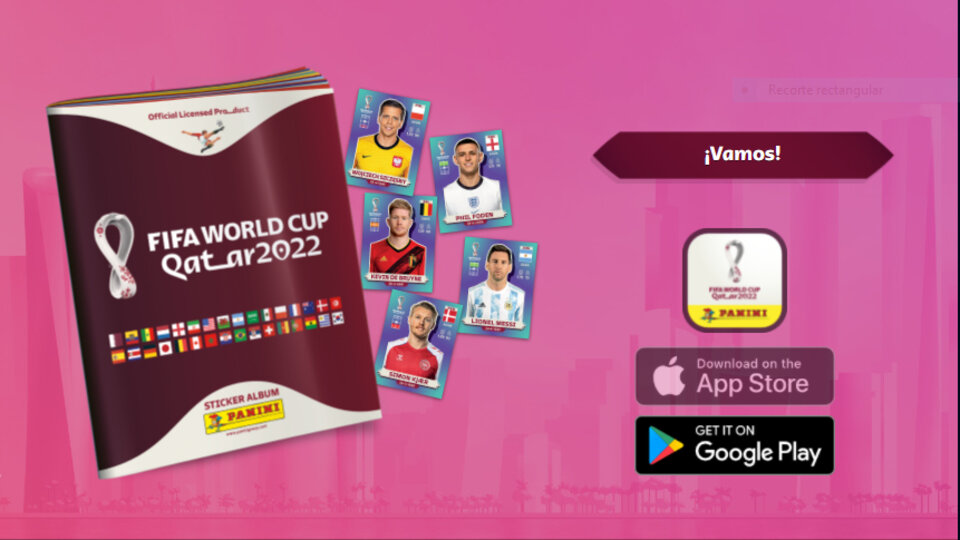 Official Licensed Pro...duct
FIFA WORLD CUP
Qatar2022
STICKER ALBUM
PANINI
WOJCIECH SZCZĘSNY
PHIL FODEN
KEVIN DE BRUYNE
LIONEL MESSI
SIMON KJÆR
Recorte rectangular
¡Vamos!
FIFA WORLD CUP
Qatar2022
PANINI
Download on the
App Store
GET IT ON
Google Play